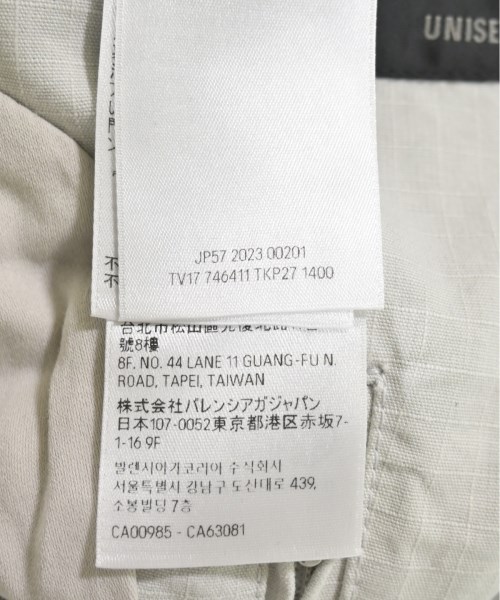 UNISE
JP57 2023 00201
TV17 746411 TKP27 1400
不
不
號8樓
8F. NO. 44 LANE 11 GUANG-FU N.
ROAD, TAPEI, TAIWAN
株式会社バレンシアガジャパン
日本107-0052東京都港区赤坂7-
1-16 9F
발렌시아가코리아 주식회사
서울특별시 강남구 도산대로 439,
소봉빌딩 7층
CA00985 - CA63081